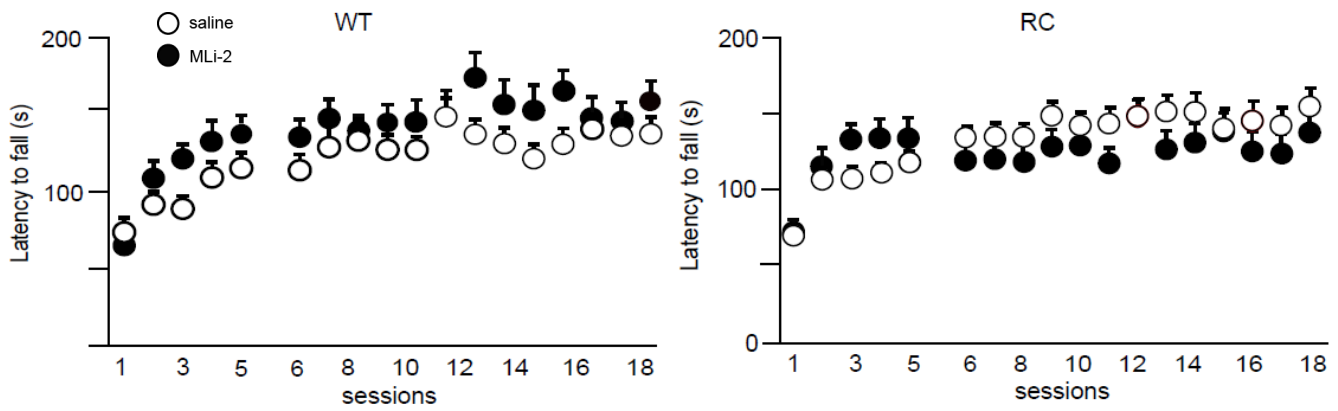 WT
saline
MLi-2
200
100
Latency to fall (s)
1 3 5 6 8 10 12 14 16 18
sessions
RC
200
100
0
Latency to fall (s)
1 3 5 6 8 10 12 14 16 18
sessions